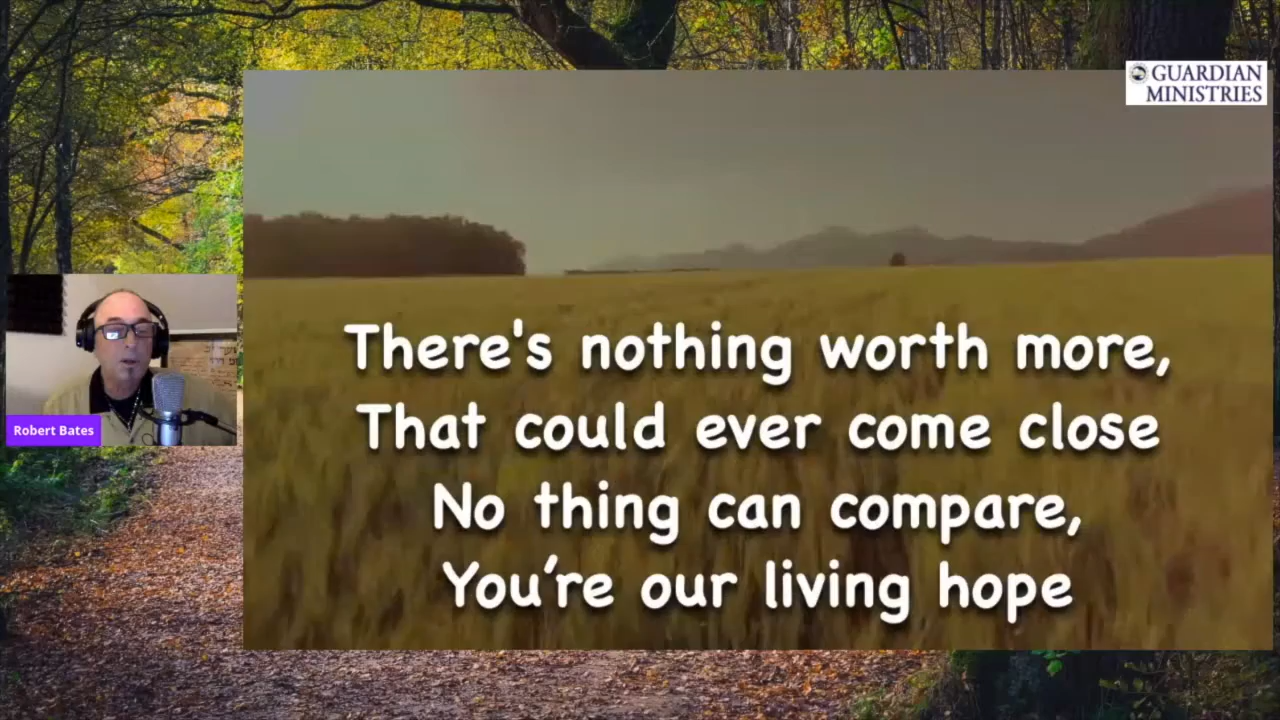 GUARDIAN
MINISTRIES
There's nothing worth more,
That could ever come close
No thing can compare,
You're our living hope
Robert Bates